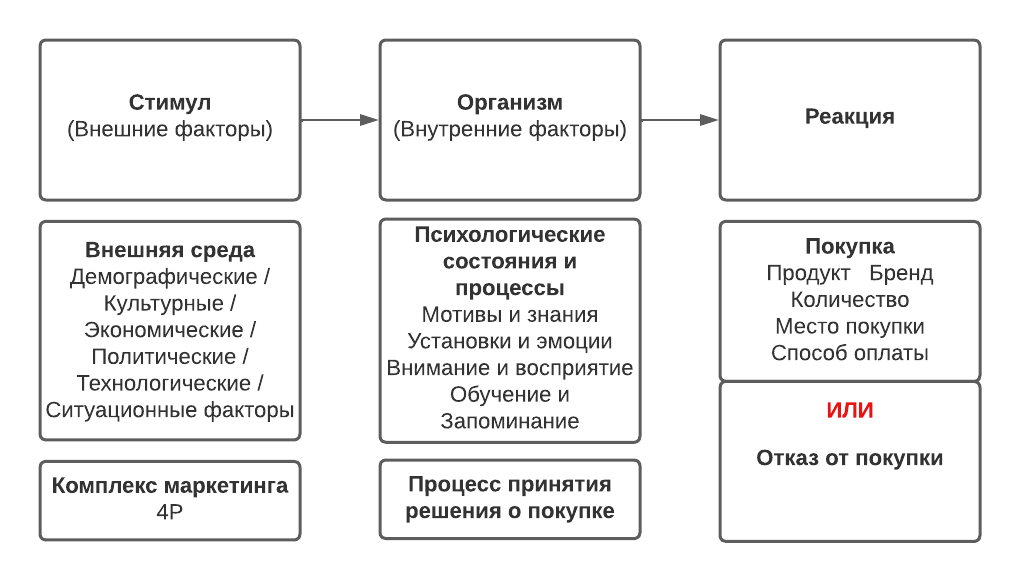 Стимул
(Внешние факторы)
Организм
(Внутренние факторы)
Реакция
Внешняя среда
Демографические /
Культурные /
Экономические /
Политические /
Технологические /
Ситуационные факторы
Психологические
состояния и
процессы
Мотивы и знания
Установки и эмоции
Внимание и восприятие
Обучение и
Запоминание
Покупка
Продукт Бренд
Количество
Место покупки
Способ оплаты
ИЛИ
Отказ от покупки
Комплекс маркетинга
4P
Процесс принятия
решения о покупке